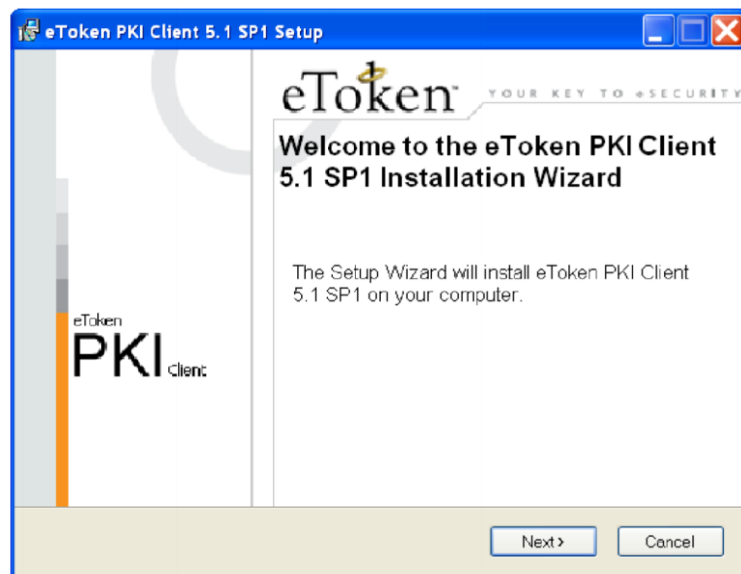 eToken PKI Client 5.1 SP1 Setup
eToken™
YOUR KEY TO eSECURITY
Welcome to the eToken PKI Client
5.1 SP1 Installation Wizard
The Setup Wizard will install eToken PKI Client
5.1 SP1 on your computer.
eToken
PKI Client
Next >
Cancel